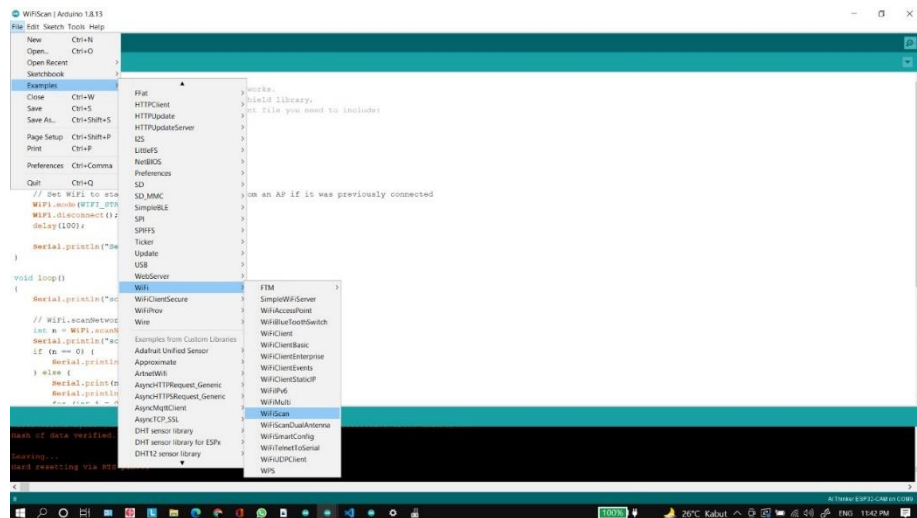 WiFiScan | Arduino 1.8.13
File Edit Sketch Tools Help
New Ctrl+N
Open... Ctrl+O
Open Recent
Sketchbook
Examples
Close Ctrl+W
Save Ctrl+S
Save As... Ctrl+Shift+S
Page Setup Ctrl+Shift+P
Print Ctrl+P
Preferences Ctrl+Comma
Quit Ctrl+Q
FFat
HTTPClient
HTTPUpdate
HTTPUpdateServer
I2S
LittleFS
NetBIOS
Preferences
SD
SD_MMC
SimpleBLE
SPI
SPIFFS
Ticker
Update
USB
WebServer
WiFi
WiFiClientSecure
WiFiProv
Wire
Examples from Custom Libraries
Adafruit Unified Sensor
Approximate
ArtnetWifi
AsyncHTTPRequest_Generic
AsyncHTTPSRequest_Generic
AsyncMqttClient
AsyncTCP_SSL
DHT sensor library
DHT sensor library for ESPx
DHT12 sensor library
FTM
SimpleWiFiServer
WiFiAccessPoint
WiFiBlueToothSwitch
WiFiClient
WiFiClientBasic
WiFiClientEnterprise
WiFiClientEvents
WiFiClientStaticIP
WiFiIPv6
WiFiMulti
WiFiScan
WiFiScanDualAntenna
WiFiSmartConfig
WiFiTelnetToSerial
WiFiUDPClient
WPS
works.
hield library,
nt file you need to include:
// Set WiFi to sta
om an AP if it was previously connected
WiFi.mode(WIFI_STA
WiFi.disconnect();
delay(100);
Serial.println("Se
}
void loop()
{
Serial.println("sc
// WiFi.scanNetwor
int n = WiFi.scanN
Serial.println("sc
if (n == 0) {
Serial.println
} else {
Serial.print(n
Serial.println
for (int i = 0
Hash of data verified.
Leaving...
Hard resetting via RTS
AI Thinker ESP32-CAM on COM9
100% 26°C Kabut ENG 11:42 PM